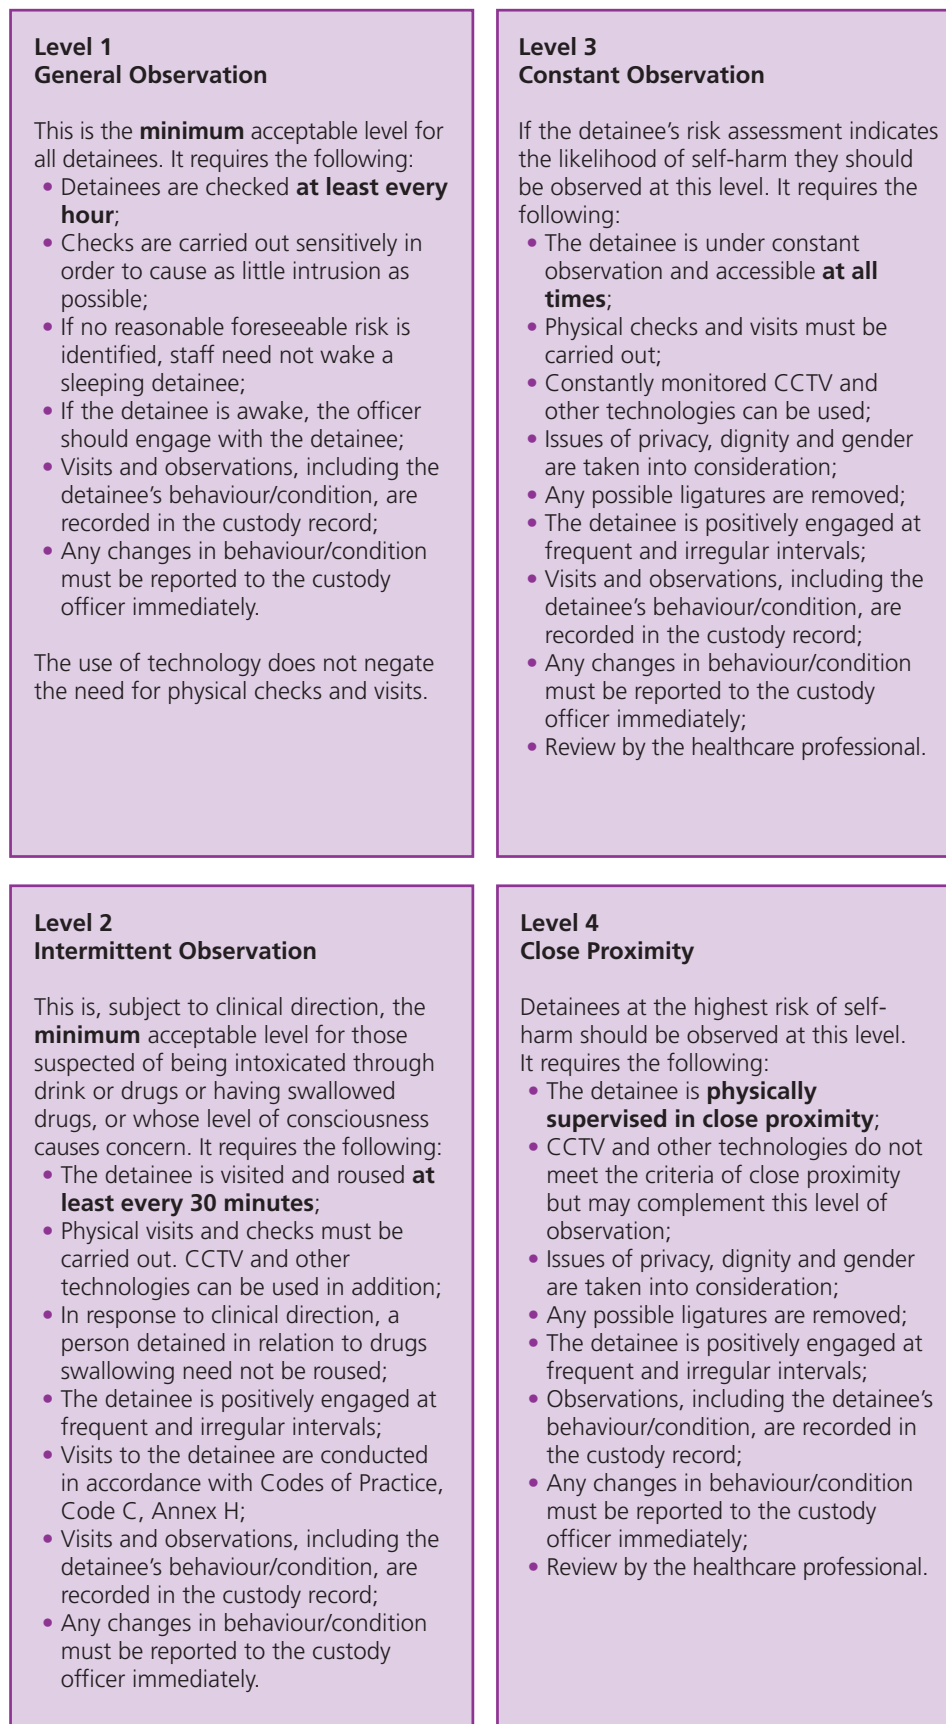 Level 1
General Observation
This is the minimum acceptable level for
all detainees. It requires the following:
• Detainees are checked at least every
hour;
• Checks are carried out sensitively in
order to cause as little intrusion as
possible;
• If no reasonable foreseeable risk is
identified, staff need not wake a
sleeping detainee;
• If the detainee is awake, the officer
should engage with the detainee;
• Visits and observations, including the
detainee's behaviour/condition, are
recorded in the custody record;
• Any changes in behaviour/condition
must be reported to the custody
officer immediately.
The use of technology does not negate
the need for physical checks and visits.
Level 2
Intermittent Observation
This is, subject to clinical direction, the
minimum acceptable level for those
suspected of being intoxicated through
drink or drugs or having swallowed
drugs, or whose level of consciousness
causes concern. It requires the following:
• The detainee is visited and roused at
least every 30 minutes;
• Physical visits and checks must be
carried out. CCTV and other
technologies can be used in addition;
• In response to clinical direction, a
person detained in relation to drugs
swallowing need not be roused;
• The detainee is positively engaged at
frequent and irregular intervals;
• Visits to the detainee are conducted
in accordance with Codes of Practice,
Code C, Annex H;
• Visits and observations, including the
detainee's behaviour/condition, are
recorded in the custody record;
• Any changes in behaviour/condition
must be reported to the custody
officer immediately.
Level 3
Constant Observation
If the detainee's risk assessment indicates
the likelihood of self-harm they should
be observed at this level. It requires the
following:
• The detainee is under constant
observation and accessible at all
times;
• Physical checks and visits must be
carried out;
• Constantly monitored CCTV and
other technologies can be used;
• Issues of privacy, dignity and gender
are taken into consideration;
• Any possible ligatures are removed;
• The detainee is positively engaged at
frequent and irregular intervals;
• Visits and observations, including the
detainee's behaviour/condition, are
recorded in the custody record;
• Any changes in behaviour/condition
must be reported to the custody
officer immediately;
• Review by the healthcare professional.
Level 4
Close Proximity
Detainees at the highest risk of self-
harm should be observed at this level.
It requires the following:
• The detainee is physically
supervised in close proximity;
• CCTV and other technologies do not
meet the criteria of close proximity
but may complement this level of
observation;
• Issues of privacy, dignity and gender
are taken into consideration;
• Any possible ligatures are removed;
• The detainee is positively engaged at
frequent and irregular intervals;
• Observations, including the detainee's
behaviour/condition, are recorded in
the custody record;
• Any changes in behaviour/condition
must be reported to the custody
officer immediately;
• Review by the healthcare professional.